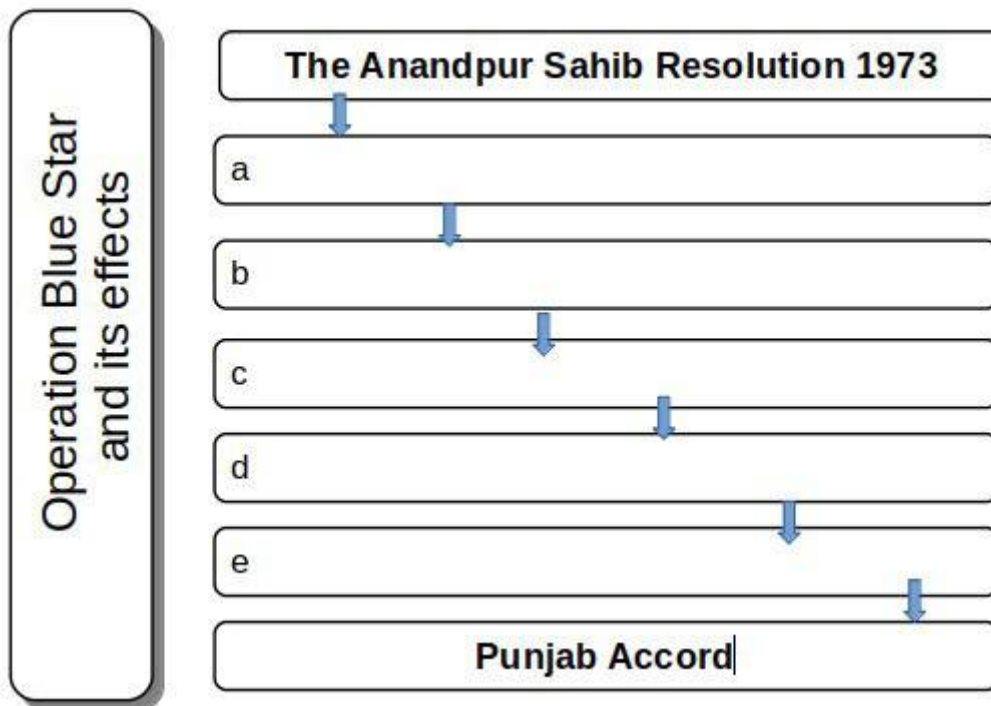 Operation Blue Star
and its effects
The Anandpur Sahib Resolution 1973
a
b
c
d
e
Punjab Accord